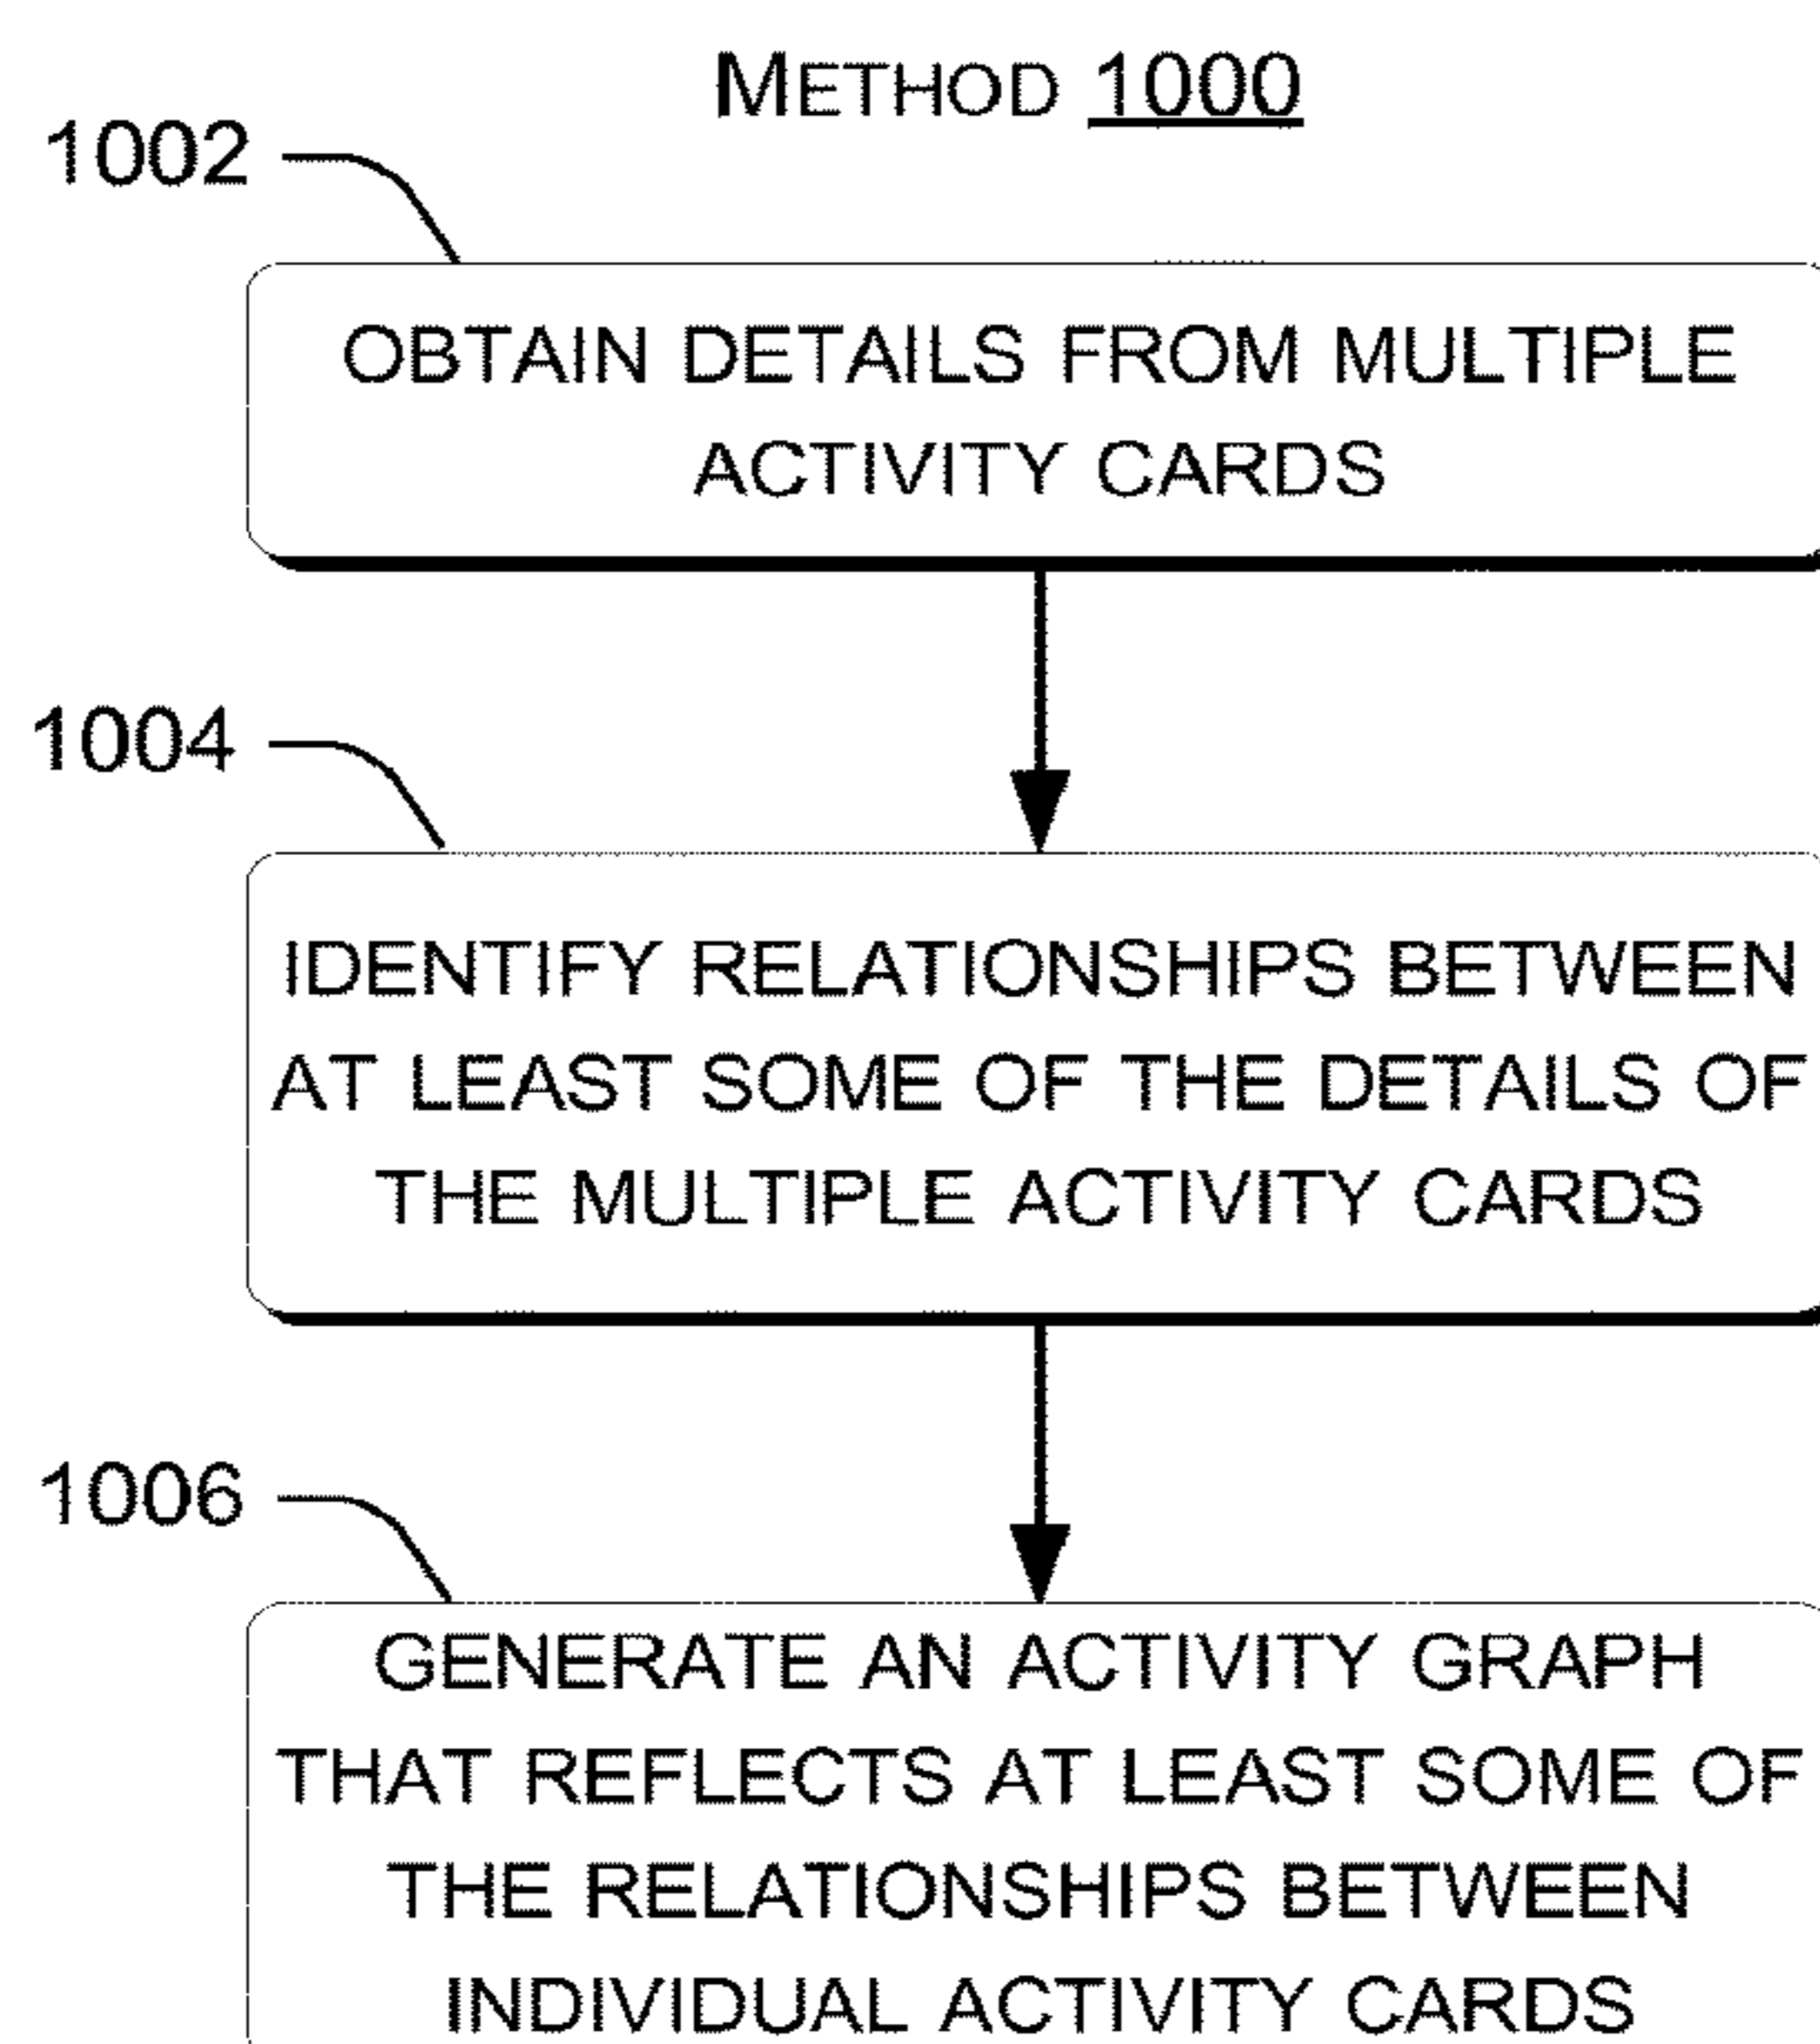 METHOD 1000
1002
OBTAIN DETAILS FROM MULTIPLE
ACTIVITY CARDS
1004
IDENTIFY RELATIONSHIPS BETWEEN
AT LEAST SOME OF THE DETAILS OF
THE MULTIPLE ACTIVITY CARDS
1006
GENERATE AN ACTIVITY GRAPH
THAT REFLECTS AT LEAST SOME OF
THE RELATIONSHIPS BETWEEN
INDIVIDUAL ACTIVITY CARDS